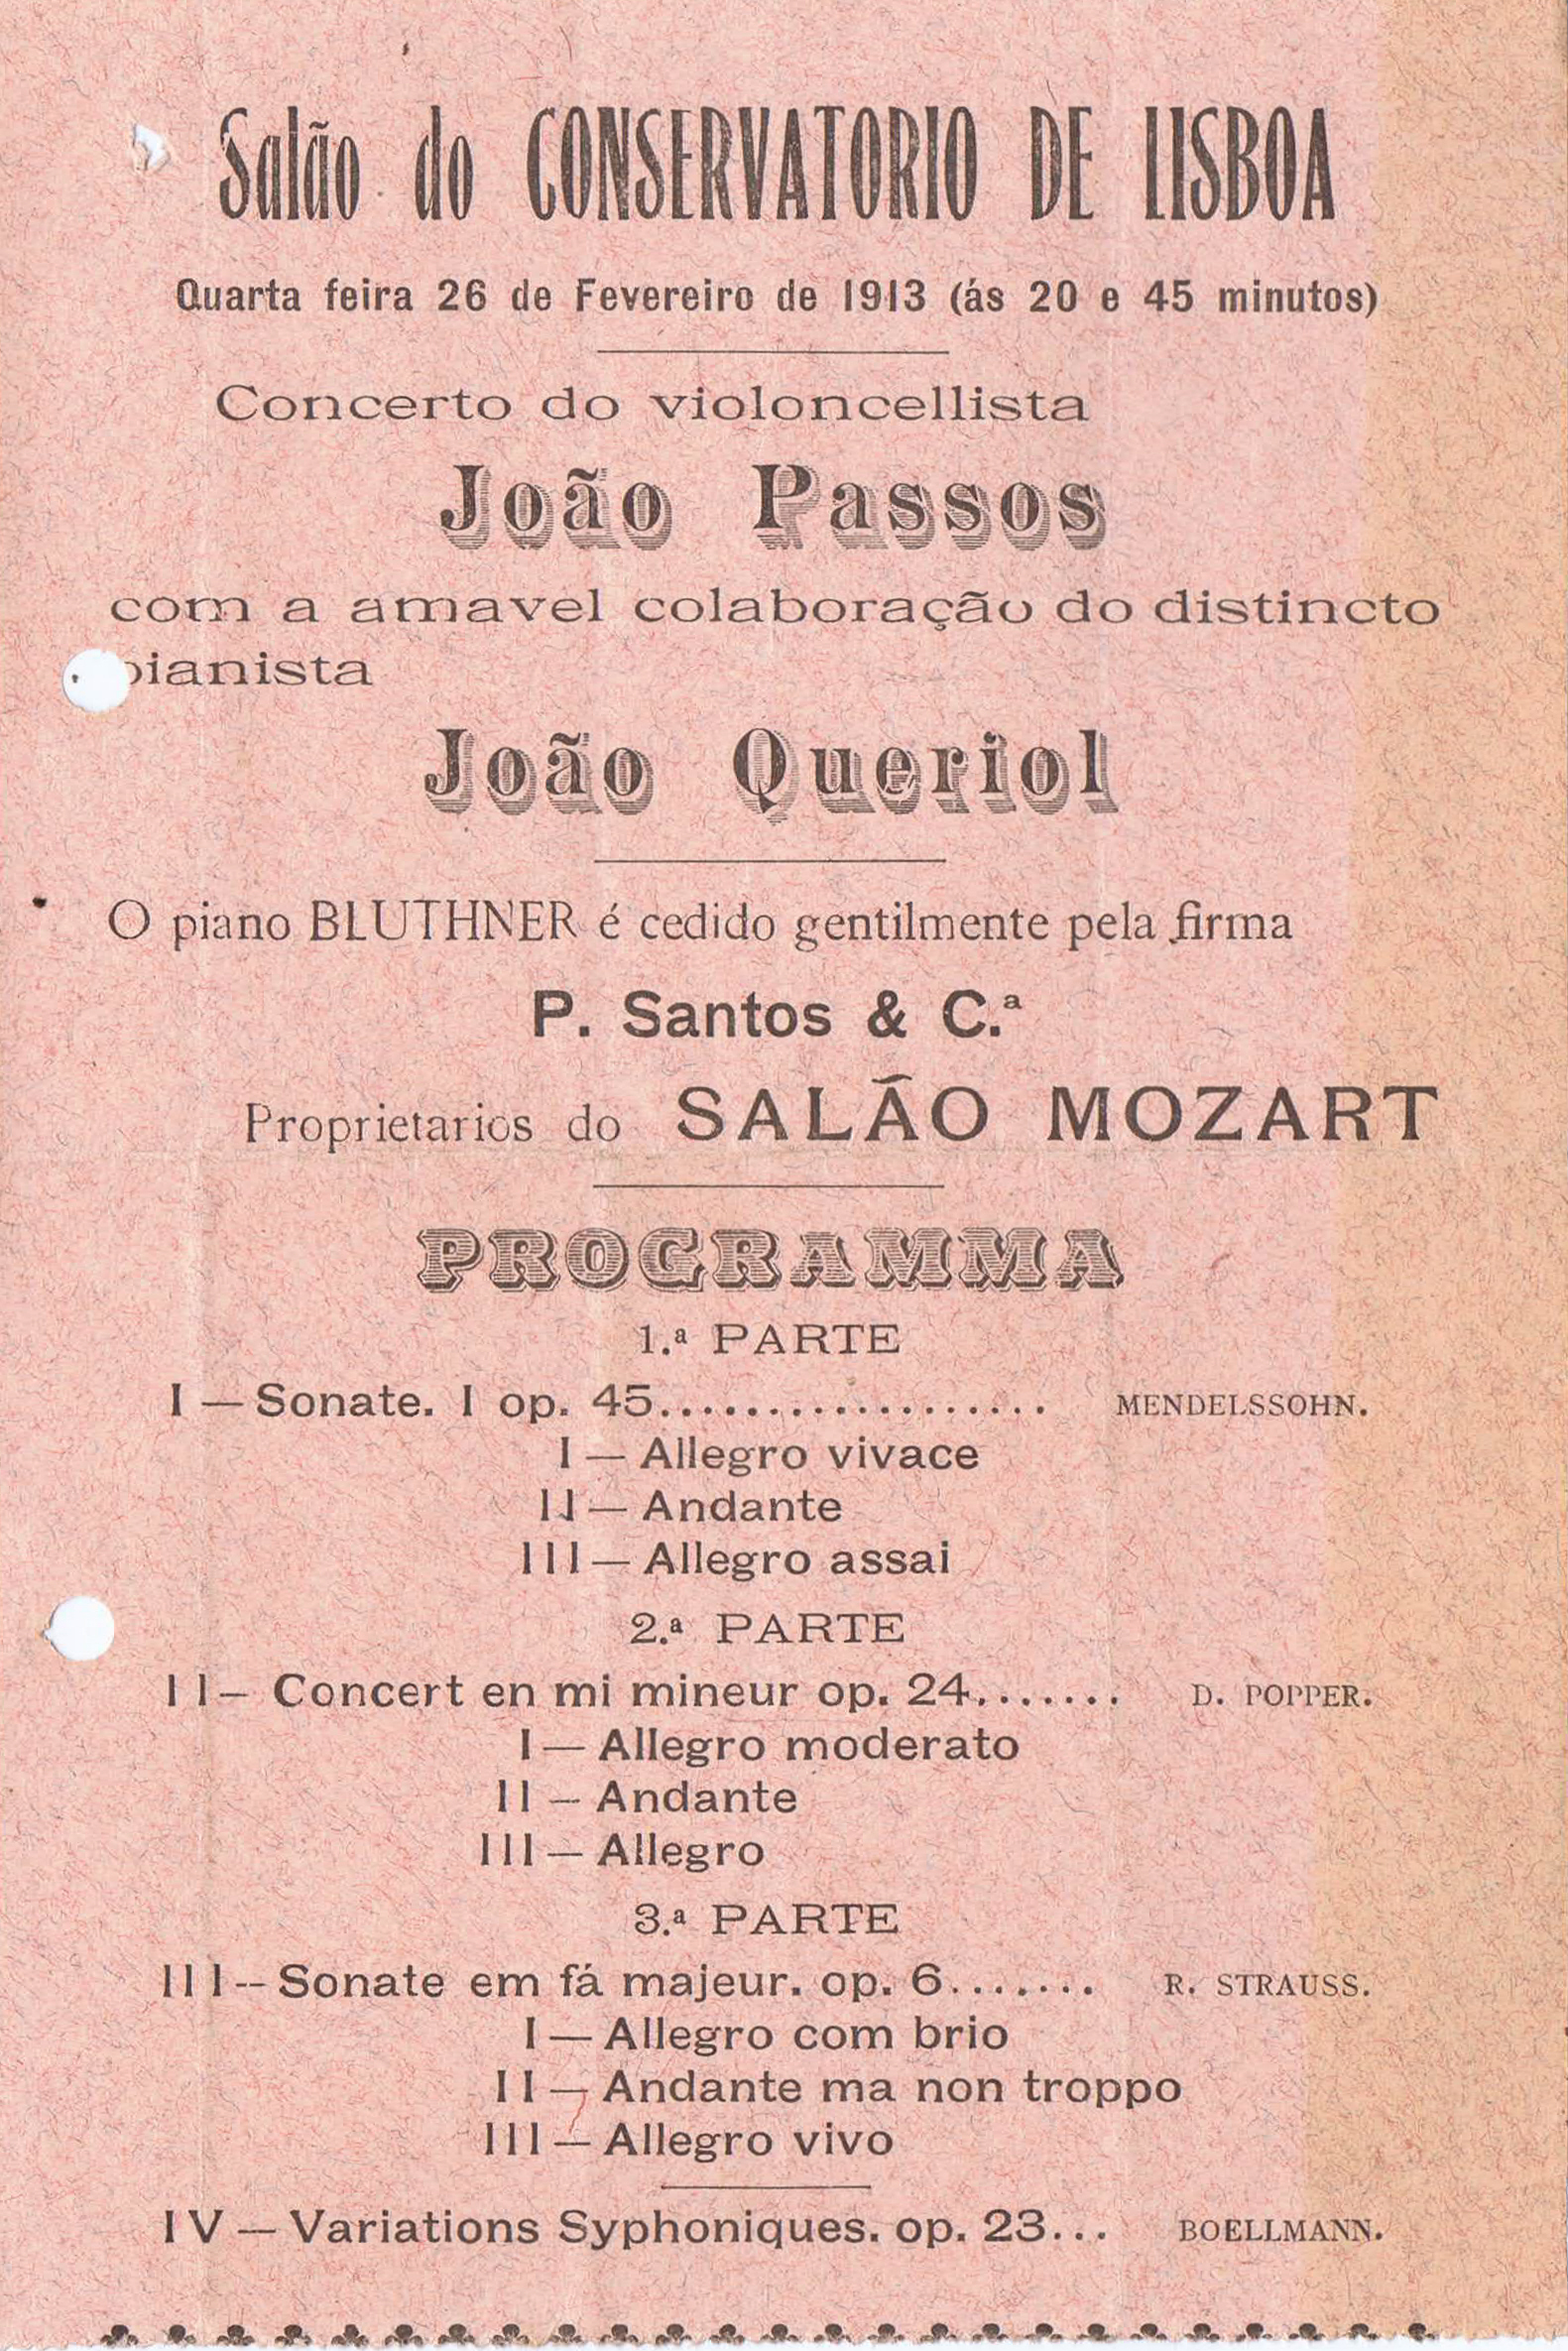 Salão do CONSERVATORIO DE LISBOA
Quarta feira 26 de Fevereiro de 1913 (ás 20 e 45 minutos)
Concerto do violoncellista
João Passos
com a amavel colaboração do distincto
pianista
João Queriol
O piano BLUTHNER é cedido gentilmente pela firma
P. Santos & C.ª
Proprietarios do SALÃO MOZART
PROGRAMMA
1.ª PARTE
I — Sonate. I op. 45................... MENDELSSOHN.
I — Allegro vivace
II — Andante
III — Allegro assai
2.ª PARTE
II — Concert en mi mineur op. 24....... D. POPPER.
I — Allegro moderato
II — Andante
III — Allegro
3.ª PARTE
III -- Sonate em fá majeur. op. 6....... R. STRAUSS.
I — Allegro com brio
II — Andante ma non troppo
III — Allegro vivo
IV — Variations Syphoniques. op. 23... BOELLMANN.